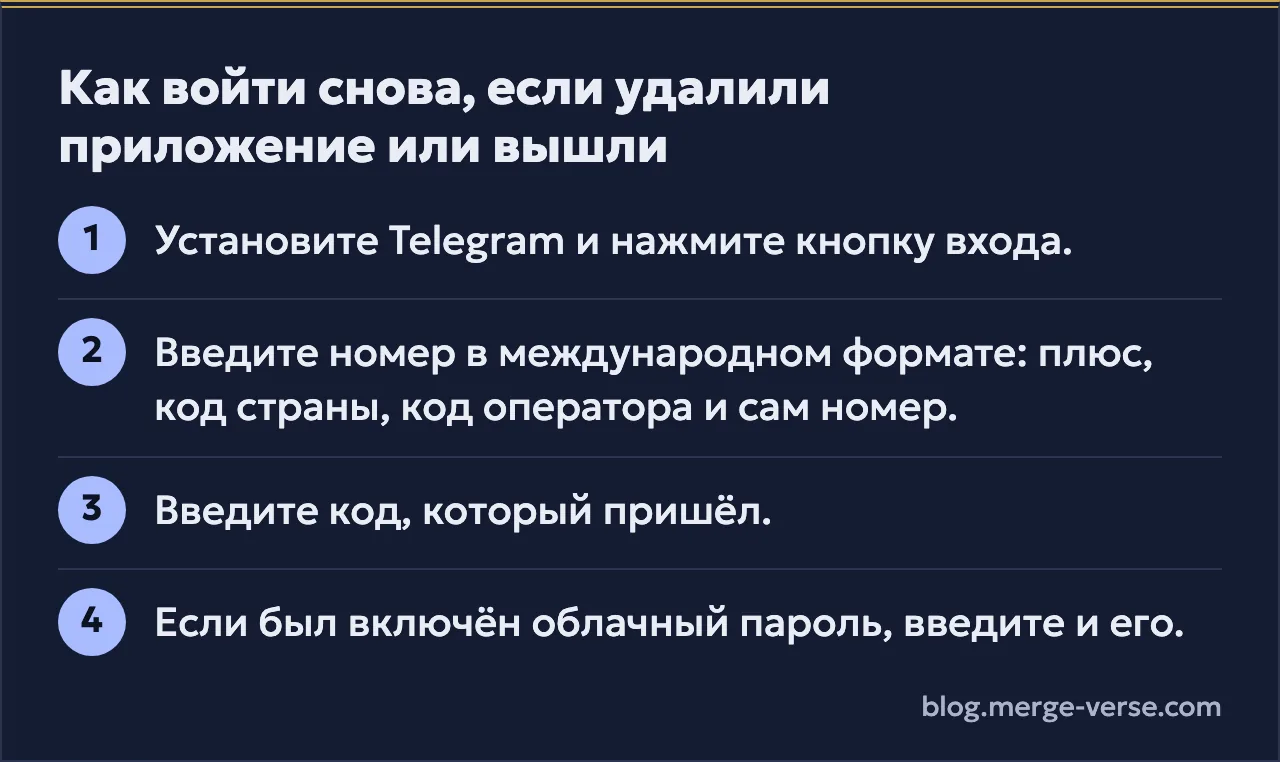 Как войти снова, если удалили
приложение или вышли
1 Установите Telegram и нажмите кнопку входа.
2 Введите номер в международном формате: плюс,
код страны, код оператора и сам номер.
3 Введите код, который пришёл.
4 Если был включён облачный пароль, введите и его.
blog.merge-verse.com